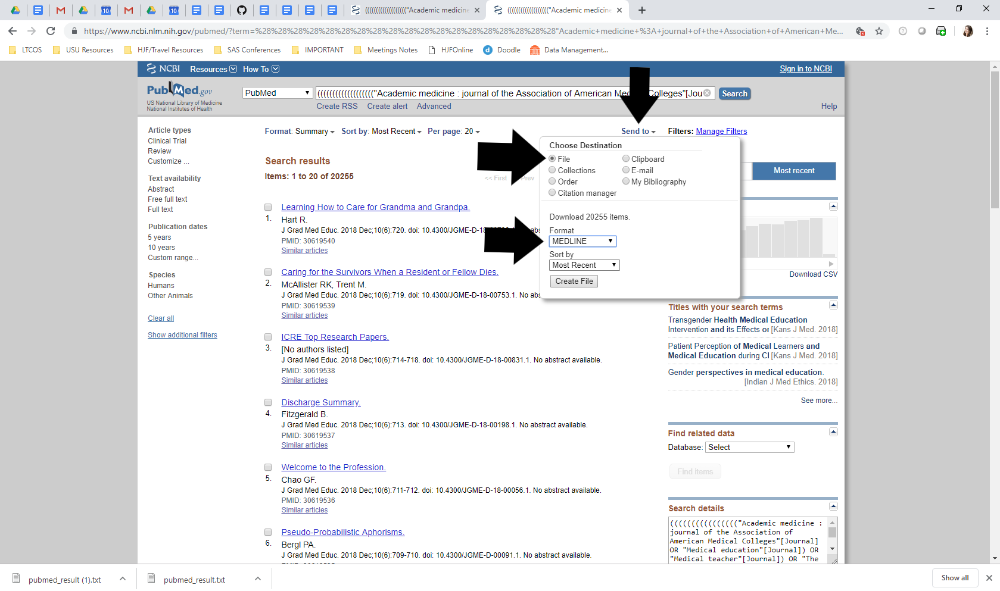 (((((((((((((((((("Academic medicine
(((((((((((((((((("Academic medicine
https://www.ncbi.nlm.nih.gov/pubmed/?term=%28%28%28%28%28%28%28%28%28%28%28%28%28%28%28%28%28%28"Academic+medicine+%3A+journal+of+the+Association+of+American+Me...
LTCOS
USU Resources
HJF/Travel Resources
SAS Conferences
IMPORTANT
Meetings Notes
HJFOnline
Doodle
Data Management...
NCBI Resources How To Sign in to NCBI
PubMed.gov
US National Library of Medicine
National Institutes of Health
PubMed
(((((((((((((((((("Academic medicine : journal of the Association of American Medical Colleges"[Jou
Search
Create RSS Create alert Advanced Help
Article types
Clinical Trial
Review
Customize ...
Text availability
Abstract
Free full text
Full text
Publication dates
5 years
10 years
Custom range...
Species
Humans
Other Animals
Clear all
Show additional filters
Format: Summary Sort by: Most Recent Per page: 20 Send to
Search results
Items: 1 to 20 of 20255
<< First Prev
Learning How to Care for Grandma and Grandpa.
1. Hart R.
J Grad Med Educ. 2018 Dec;10(6):720. doi: 10.4300/JGME-D-18
PMID: 30619540
Similar articles
Caring for the Survivors When a Resident or Fellow Dies.
2. McAllister RK, Trent M.
J Grad Med Educ. 2018 Dec;10(6):719. doi: 10.4300/JGME-D-18-00753.1. No abs
PMID: 30619539
Similar articles
ICRE Top Research Papers.
3. [No authors listed]
J Grad Med Educ. 2018 Dec;10(6):714-718. doi: 10.4300/JGME-D-18-00831.1. No abstract available.
PMID: 30619538
Similar articles
Discharge Summary.
4. Fitzgerald B.
J Grad Med Educ. 2018 Dec;10(6):713. doi: 10.4300/JGME-D-18-00198.1. No abstract available.
PMID: 30619537
Similar articles
Welcome to the Profession.
5. Chao GF.
J Grad Med Educ. 2018 Dec;10(6):711-712. doi: 10.4300/JGME-D-18-00056.1. No abstract available.
PMID: 30619536
Similar articles
Pseudo-Probabilistic Aphorisms.
6. Bergl PA.
J Grad Med Educ. 2018 Dec;10(6):709-710. doi: 10.4300/JGME-D-00091.1. No abstract available.
Choose Destination
File Clipboard
Collections E-mail
Order My Bibliography
Citation manager
Download 20255 items.
Format
MEDLINE
Sort by
Most Recent
Create File
Filters: Manage Filters
Most recent
Download CSV
Titles with your search terms
Transgender Health Medical Education
Intervention and its Effects or [Kans J Med. 2018]
Patient Perception of Medical Learners and
Medical Education during Cl [Kans J Med. 2018]
Gender perspectives in medical education.
[Indian J Med Ethics. 2018]
See more...
Find related data
Database: Select
Find items
Search details
(((((((((((((((("Academic medicine :
journal of the Association of
American Medical Colleges"[Journal]
OR "Medical education"[Journal]) OR
"Medical teacher"[Journal]) OR "The
pubmed_result (1).txt
pubmed_result.txt
Show all